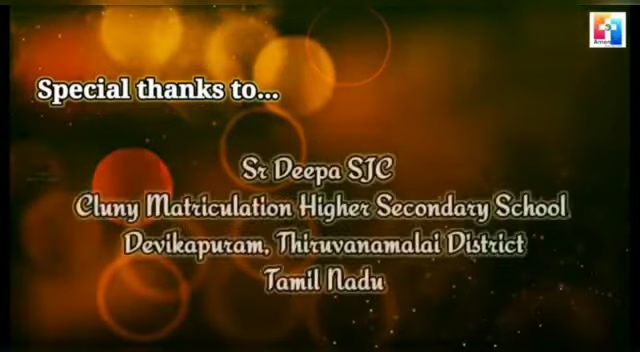 Special thanks to...
Sr Deepa SJC
Cluny Matriculation Higher Secondary School
Devikapuram, Thiruvanamalai District
Tamil Nadu